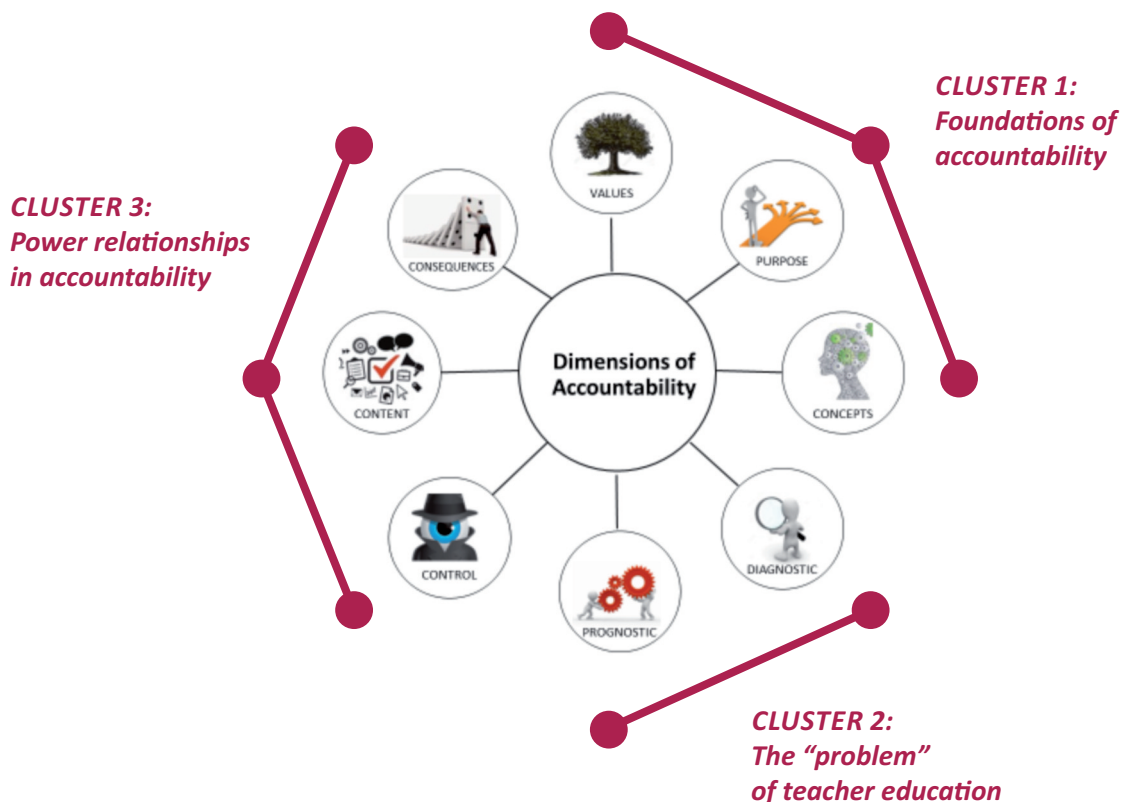 CLUSTER 1:
Foundations of
accountability
CLUSTER 3:
Power relationships
in accountability
VALUES
PURPOSE
CONSEQUENCES
Dimensions of
Accountability
CONTENT
CONCEPTS
DIAGNOSTIC
CONTROL
PROGNOSTIC
CLUSTER 2:
The “problem”
of teacher education